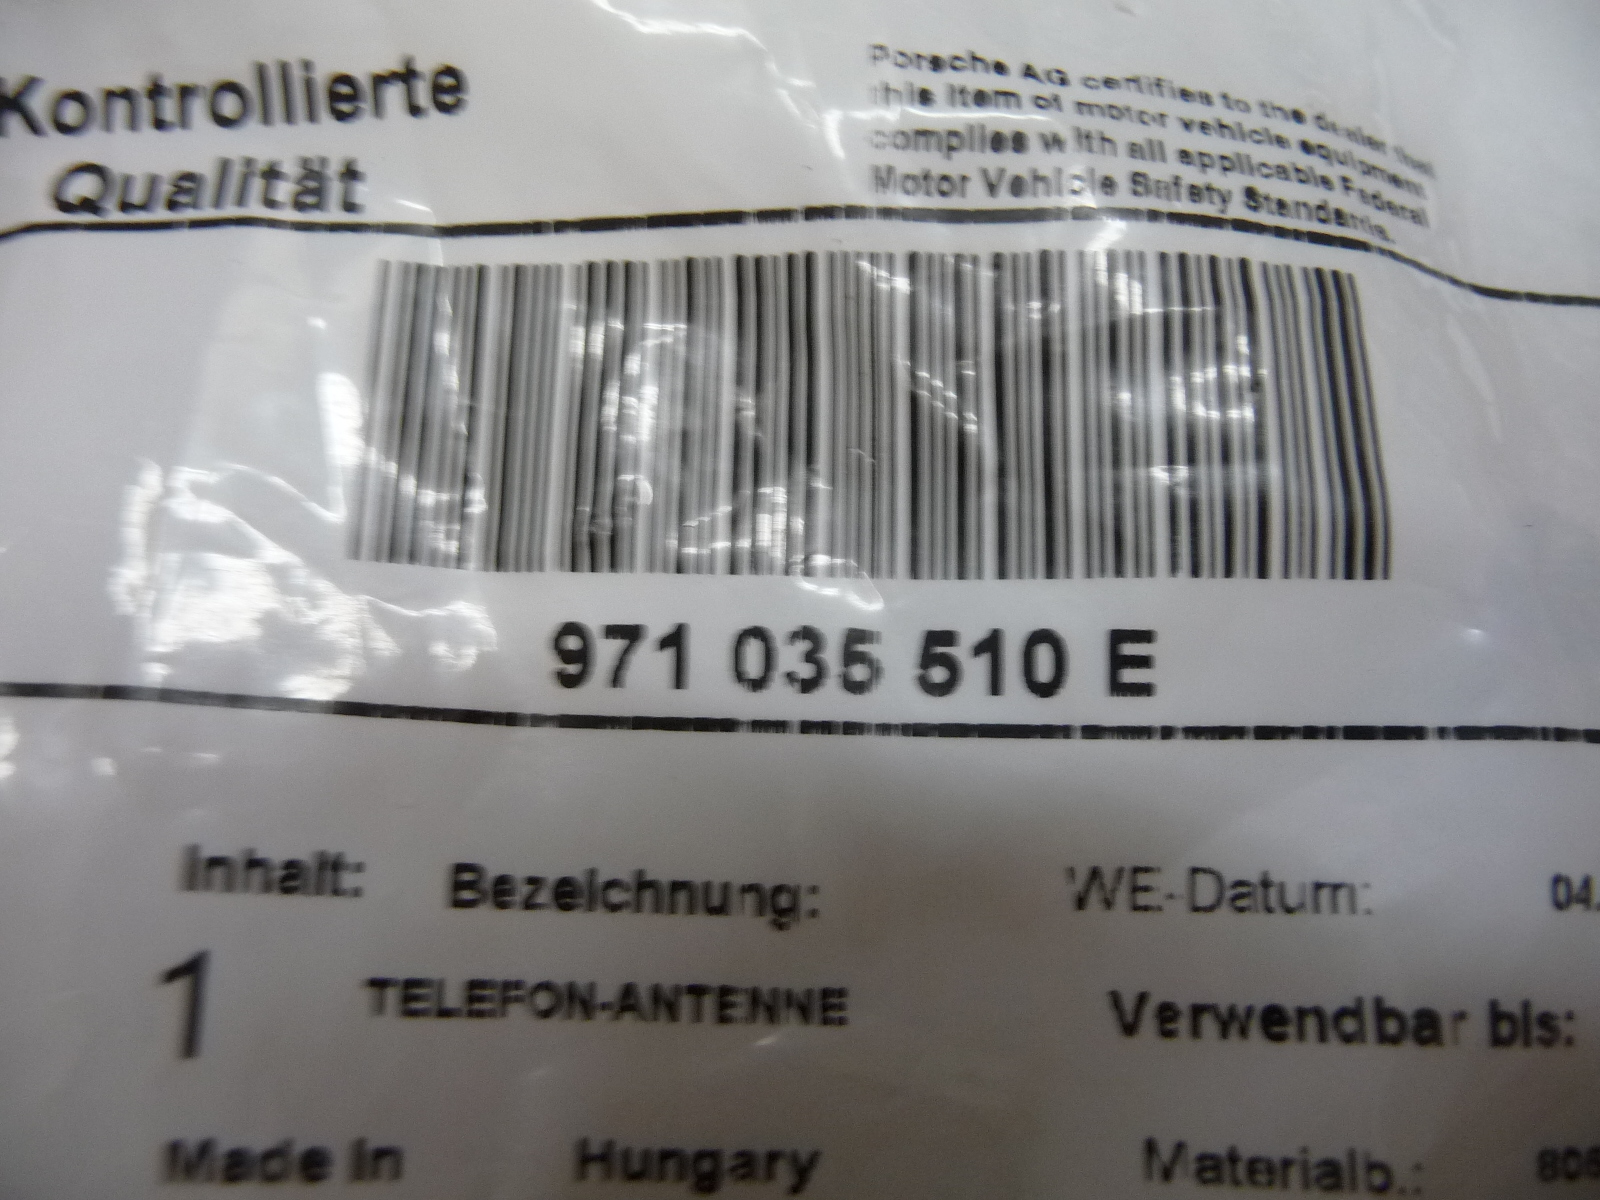 Kontrollierte
Qualität
Porsche AG certifies to the dealer that
this item of motor vehicle equipment
complies with all applicable Federal
Motor Vehicle Safety Standards.
971 035 510 E
Inhalt: Bezeichnung: WE-Datum: 04.
1 TELEFON-ANTENNE Verwendbar bis:
Made in Hungary Materialb.: 808